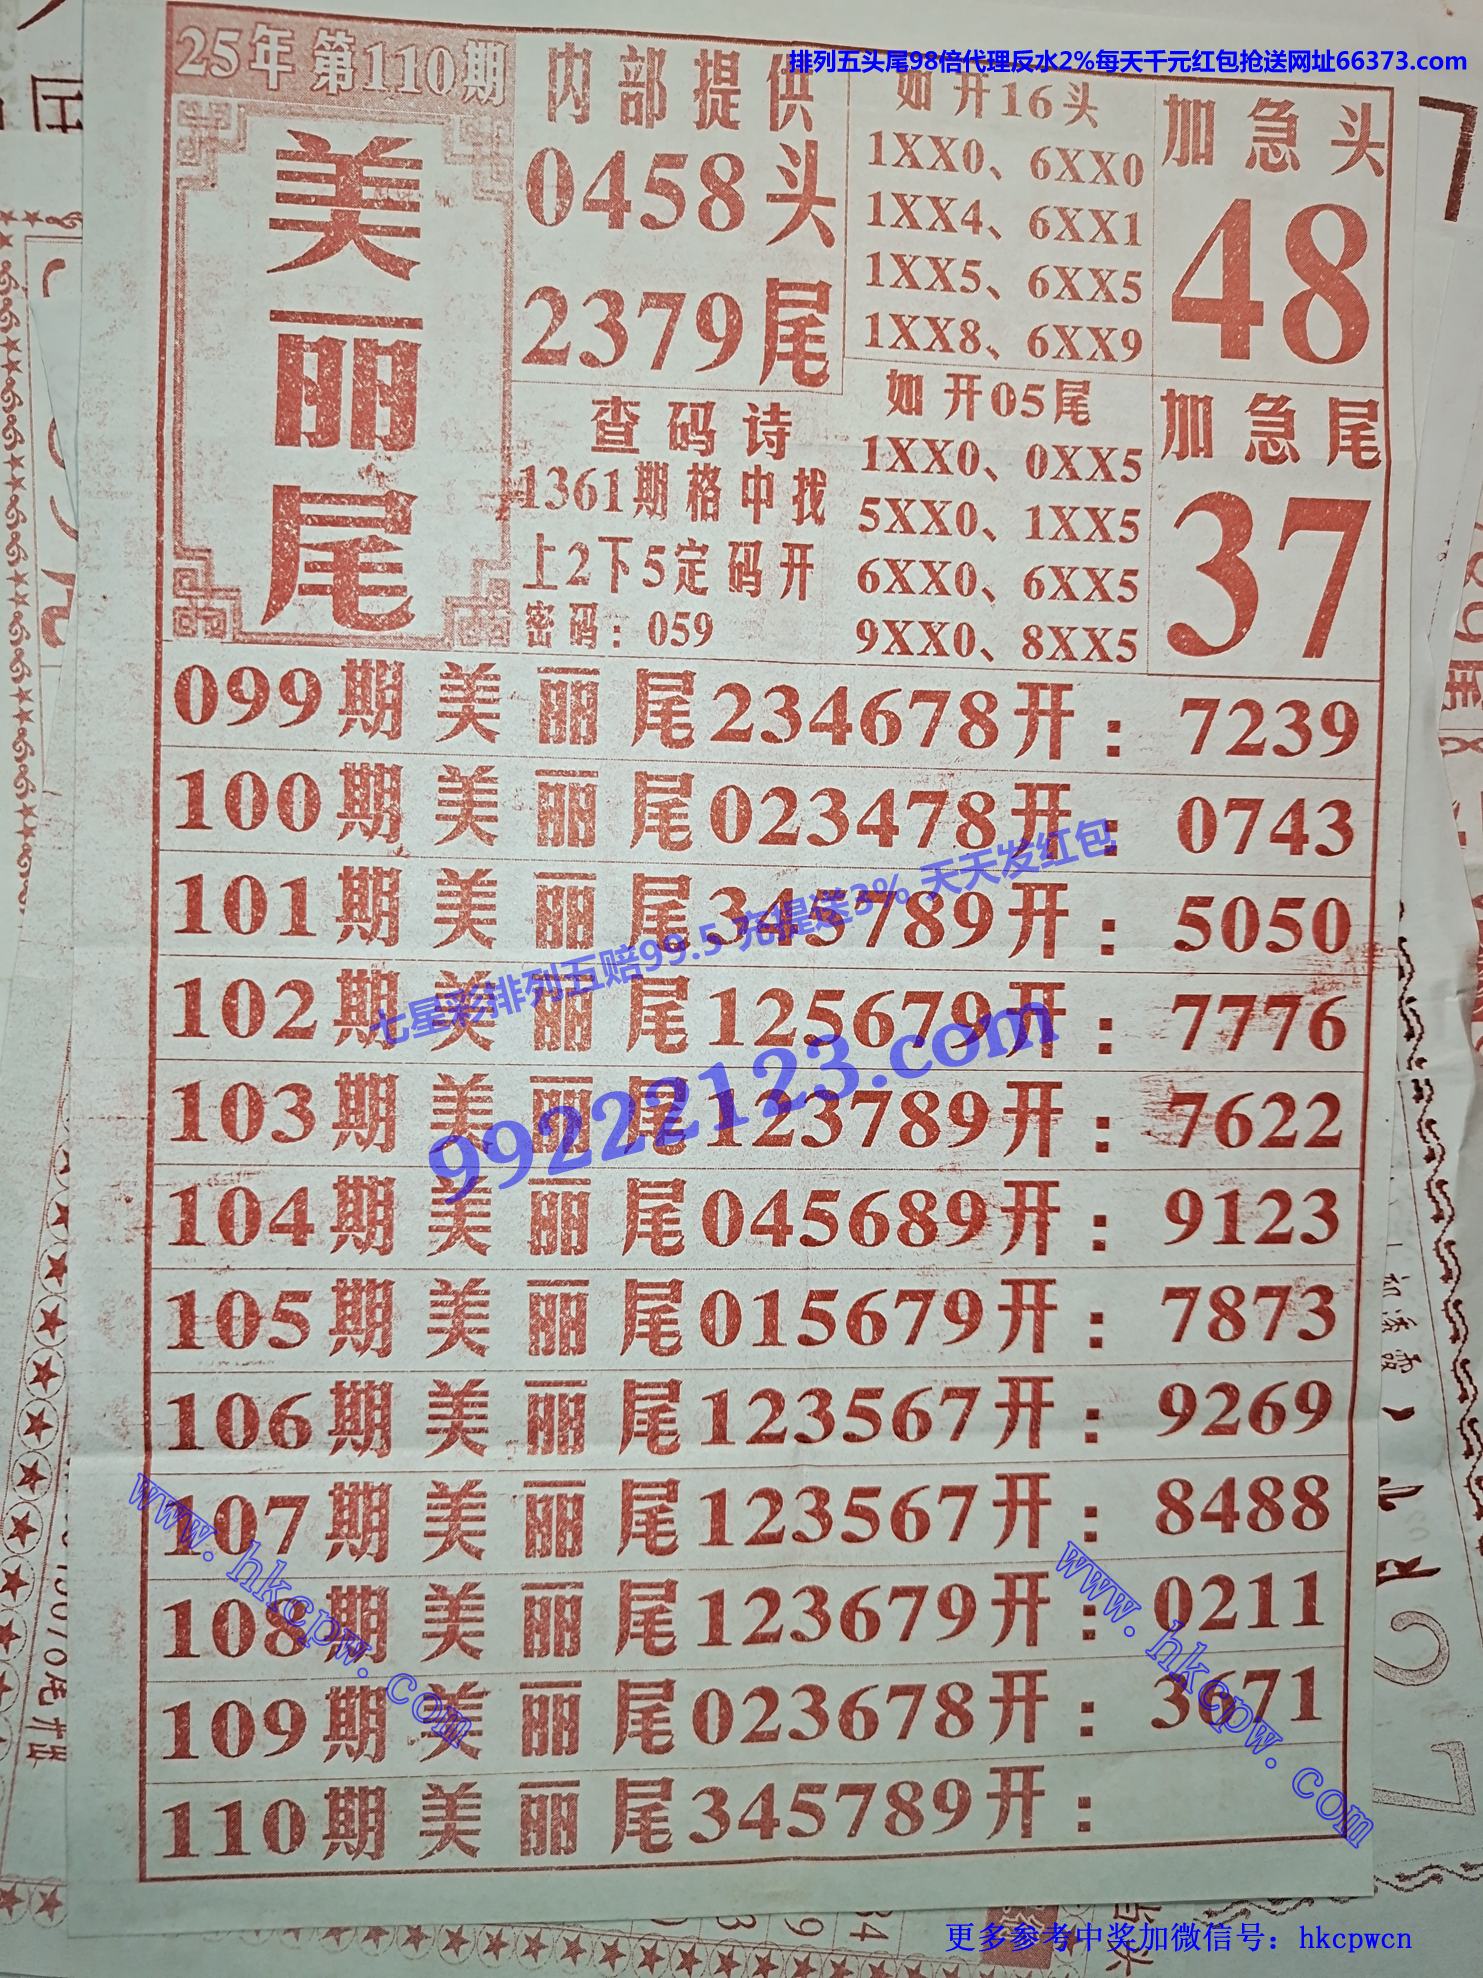 排列五头尾98倍代理反水2%每天千元红包抢送网址66373.com
25年 第110期
美丽尾
内部提供
0458头
2379尾
查码诗
1361期格中找
上2下5定码开
密码：059
如开16头
1XX0、6XX0
1XX4、6XX1
1XX5、6XX5
1XX8、6XX9
如开05尾
1XX0、0XX5
5XX0、1XX5
6XX0、6XX5
9XX0、8XX5
加急头
48
加急尾
37
099期美丽尾234678开：7239
100期美丽尾023478开：0743
101期美丽尾345789开：5050
102期美丽尾125679开：7776
103期美丽尾123789开：7622
104期美丽尾045689开：9123
105期美丽尾015679开：7873
106期美丽尾123567开：9269
107期美丽尾123567开：8488
108期美丽尾123679开：0211
109期美丽尾023678开：3671
110期美丽尾345789开：
七星彩排列五赔99.5 充提送3% 天天发红包
99222123.com
www.hkcpw.com
www.hkcpw.com
更多参考中奖加微信号：hkcpwcn